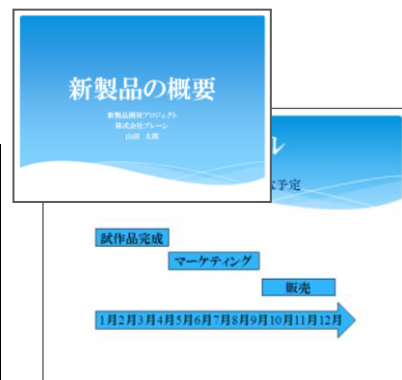 新製品の概要
新製品開発プロジェクト
株式会社プレーン
山田 太郎
ル
な予定
試作品完成
マーケティング
販売
1月2月3月4月5月6月7月8月9月10月11月12月